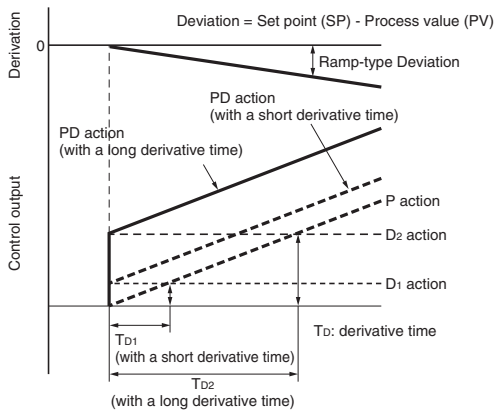 Deviation = Set point (SP) - Process value (PV)
Derivation
0
Ramp-type Deviation
PD action
(with a short derivative time)
PD action
(with a long derivative time)
Control output
P action
D2 action
D1 action
TD: derivative time
TD1
(with a short derivative time)
TD2
(with a long derivative time)